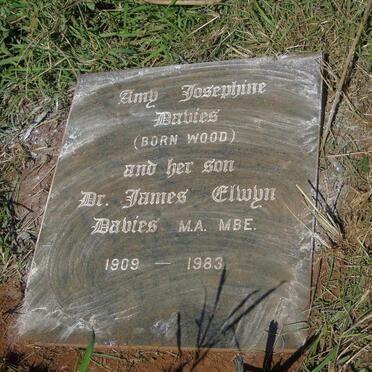 Amy Josephine
Davies
(BORN WOOD)
and her son
Dr. James Elwyn
Davies M.A. MBE.
1909 — 1983